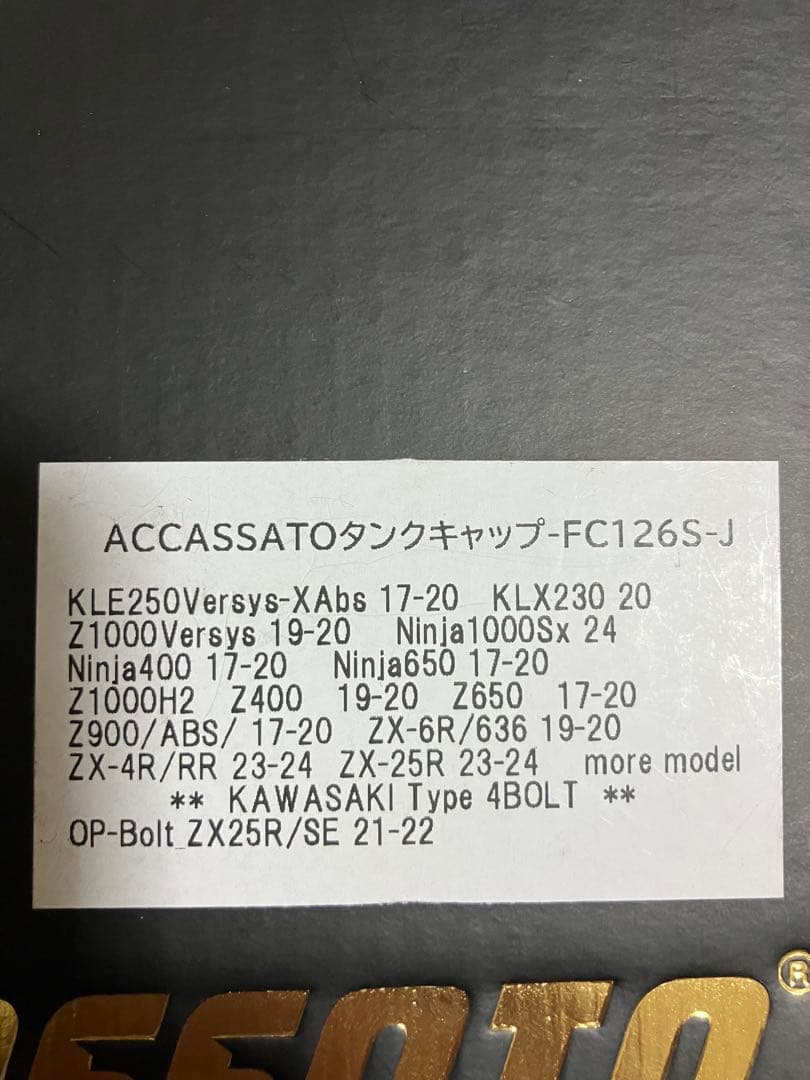 ACCASSATOタンクキャップ-FC126S-J
KLE250Versys-XAbs 17-20 KLX230 20
Z1000Versys 19-20 Ninja1000Sx 24
Ninja400 17-20 Ninja650 17-20
Z1000H2 Z400 19-20 Z650 17-20
Z900/ABS/ 17-20 ZX-6R/636 19-20
ZX-4R/RR 23-24 ZX-25R 23-24 more model
** KAWASAKI Type 4BOLT **
OP-Bolt_ZX25R/SE 21-22